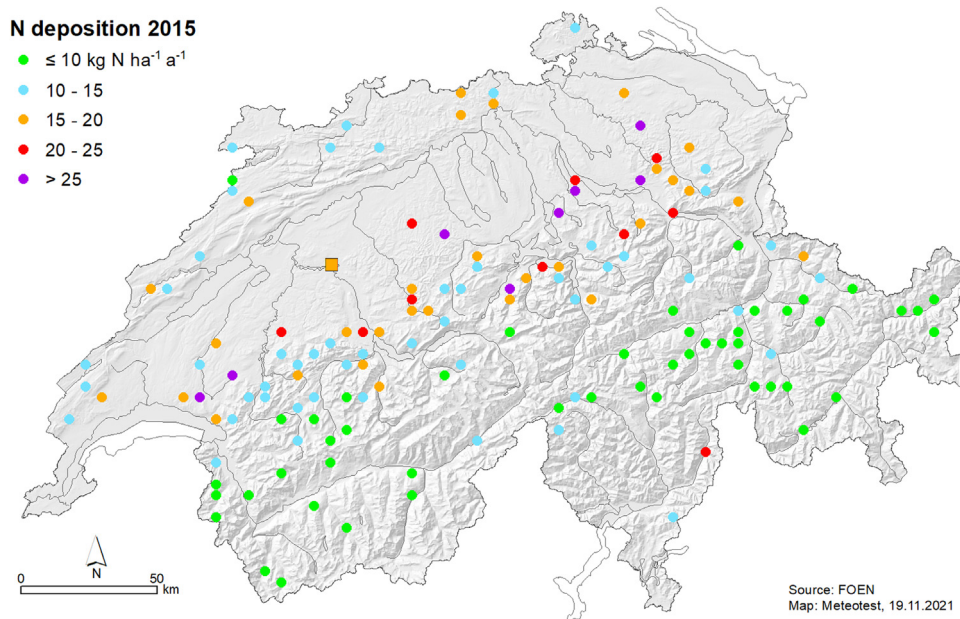 N deposition 2015
≤ 10 kg N ha⁻¹ a⁻¹
10 - 15
15 - 20
20 - 25
> 25
N
0 50
km
Source: FOEN
Map: Meteotest, 19.11.2021